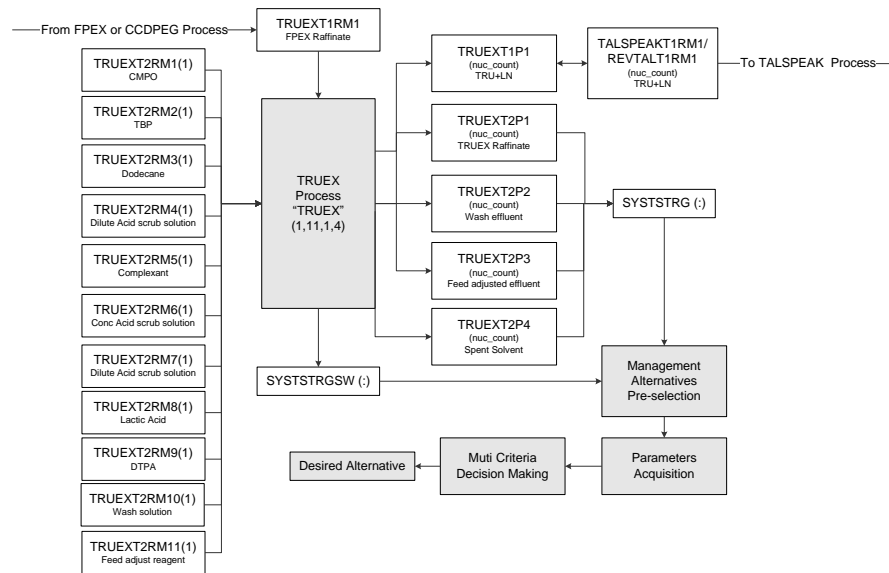 From FPEX or CCDPEG Process
TRUEXT1RM1
FPEX Raffinate
TRUEXT2RM1(1)
CMPO
TRUEXT2RM2(1)
TBP
TRUEXT2RM3(1)
Dodecane
TRUEXT2RM4(1)
Dilute Acid scrub solution
TRUEXT2RM5(1)
Complexant
TRUEXT2RM6(1)
Conc Acid scrub solution
TRUEXT2RM7(1)
Dilute Acid scrub solution
TRUEXT2RM8(1)
Lactic Acid
TRUEXT2RM9(1)
DTPA
TRUEXT2RM10(1)
Wash solution
TRUEXT2RM11(1)
Feed adjust reagent
TRUEX
Process
“TRUEX”
(1,11,1,4)
TRUEXT1P1
(nuc_count)
TRU+LN
TALSPEAKT1RM1/
REVTALT1RM1
(nuc_count)
TRU+LN
To TALSPEAK Process
TRUEXT2P1
(nuc_count)
TRUEX Raffinate
TRUEXT2P2
(nuc_count)
Wash effluent
TRUEXT2P3
(nuc_count)
Feed adjusted effluent
TRUEXT2P4
(nuc_count)
Spent Solvent
SYSTSTRG (:)
SYSTSTRGSW (:)
Management
Alternatives
Pre-selection
Parameters
Acquisition
Muti Criteria
Decision Making
Desired Alternative